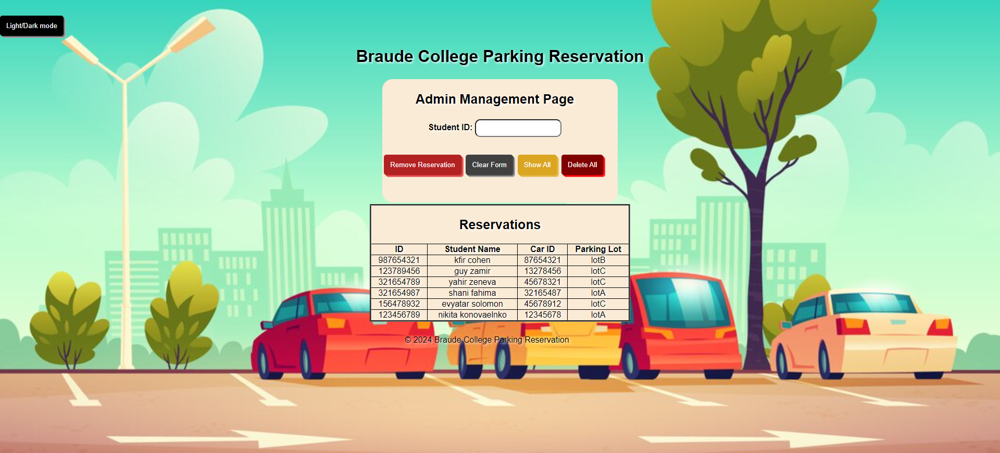 Light/Dark mode
Braude College Parking Reservation
Admin Management Page
Student ID:
Remove Reservation Clear Form Show All Delete All
Reservations
ID Student Name Car ID Parking Lot
987654321 kfir cohen 87654321 lotB
123789456 guy zamir 13278456 lotC
321654789 yahir zeneva 45678321 lotC
321654987 shani fahima 32165487 lotA
156478932 evyatar solomon 45678912 lotC
123456789 nikita konovaelnko 12345678 lotA
© 2024 Braude College Parking Reservation